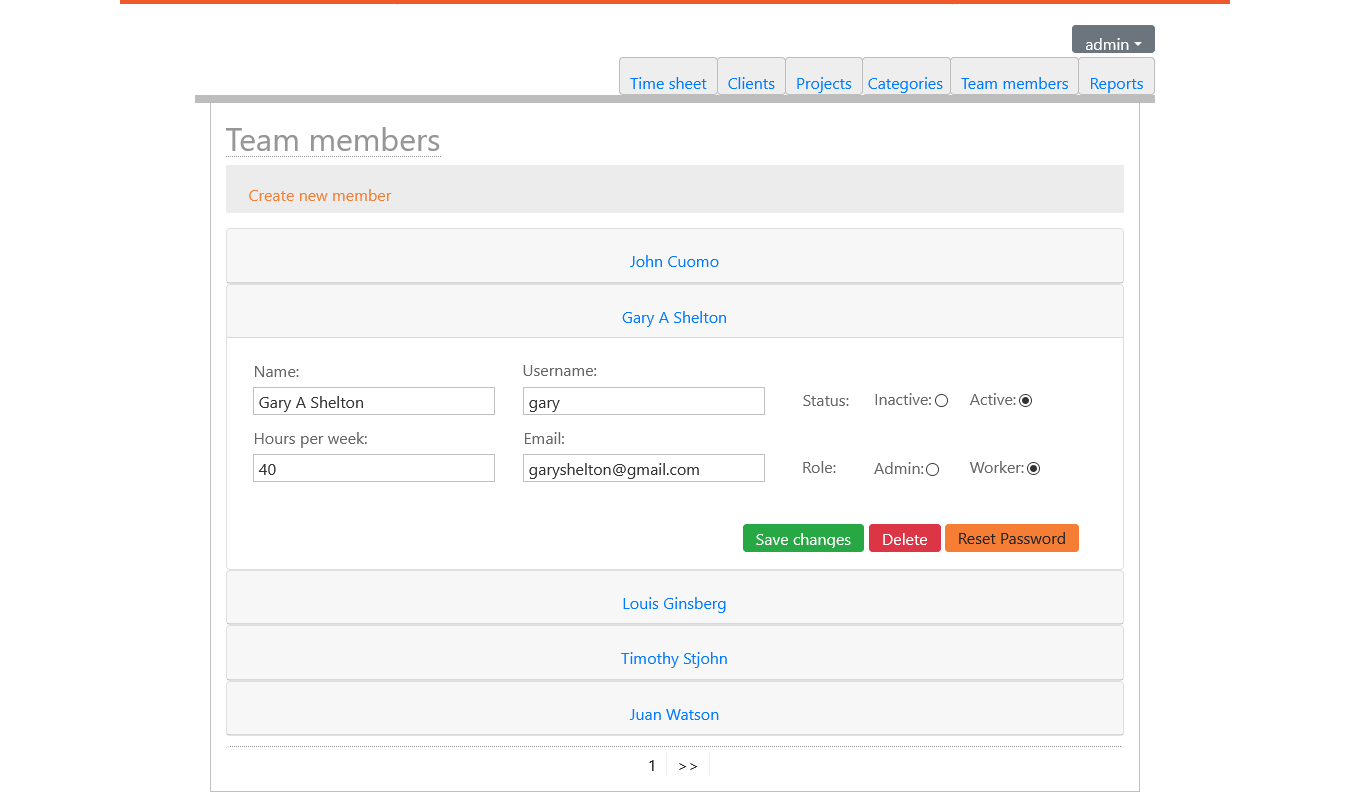 admin
Time sheet Clients Projects Categories Team members Reports
Team members
Create new member
John Cuomo
Gary A Shelton
Name: Username:
Gary A Shelton gary Status: Inactive: Active:
Hours per week: Email:
40 garyshelton@gmail.com Role: Admin: Worker:
Save changes Delete Reset Password
Louis Ginsberg
Timothy Stjohn
Juan Watson
1 >>